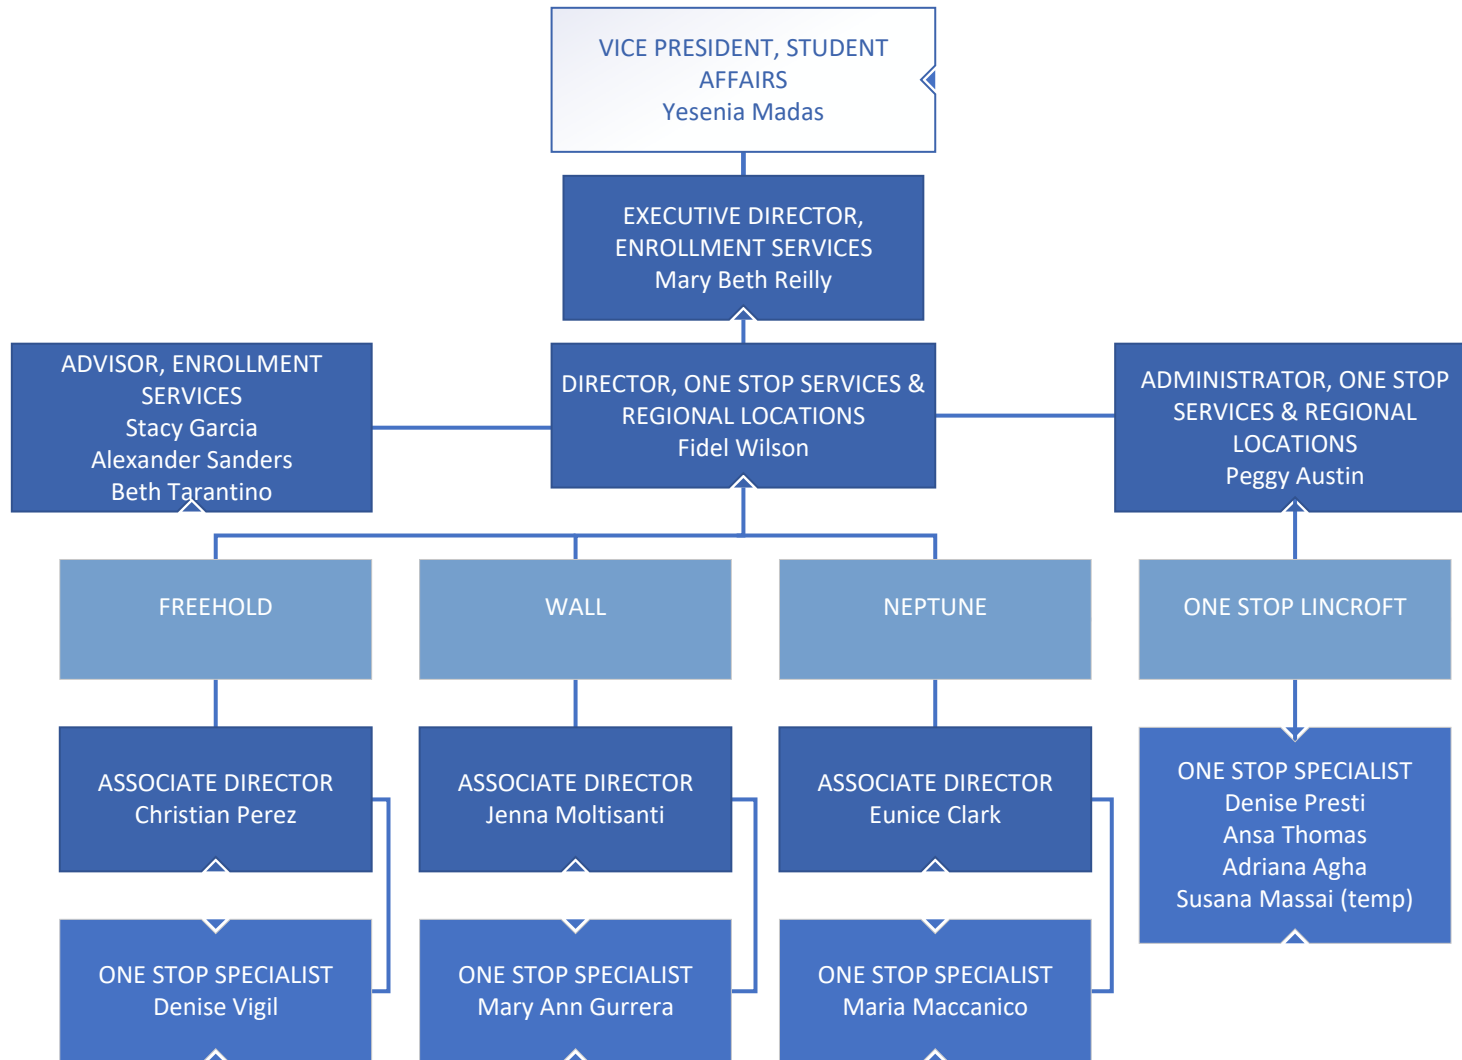 VICE PRESIDENT, STUDENT
AFFAIRS
Yesenia Madas
EXECUTIVE DIRECTOR,
ENROLLMENT SERVICES
Mary Beth Reilly
ADVISOR, ENROLLMENT
SERVICES
Stacy Garcia
Alexander Sanders
Beth Tarantino
DIRECTOR, ONE STOP SERVICES &
REGIONAL LOCATIONS
Fidel Wilson
ADMINISTRATOR, ONE STOP
SERVICES & REGIONAL
LOCATIONS
Peggy Austin
FREEHOLD
WALL
NEPTUNE
ONE STOP LINCROFT
ASSOCIATE DIRECTOR
Christian Perez
ASSOCIATE DIRECTOR
Jenna Moltisanti
ASSOCIATE DIRECTOR
Eunice Clark
ONE STOP SPECIALIST
Denise Presti
Ansa Thomas
Adriana Agha
Susana Massai (temp)
ONE STOP SPECIALIST
Denise Vigil
ONE STOP SPECIALIST
Mary Ann Gurrera
ONE STOP SPECIALIST
Maria Maccanico